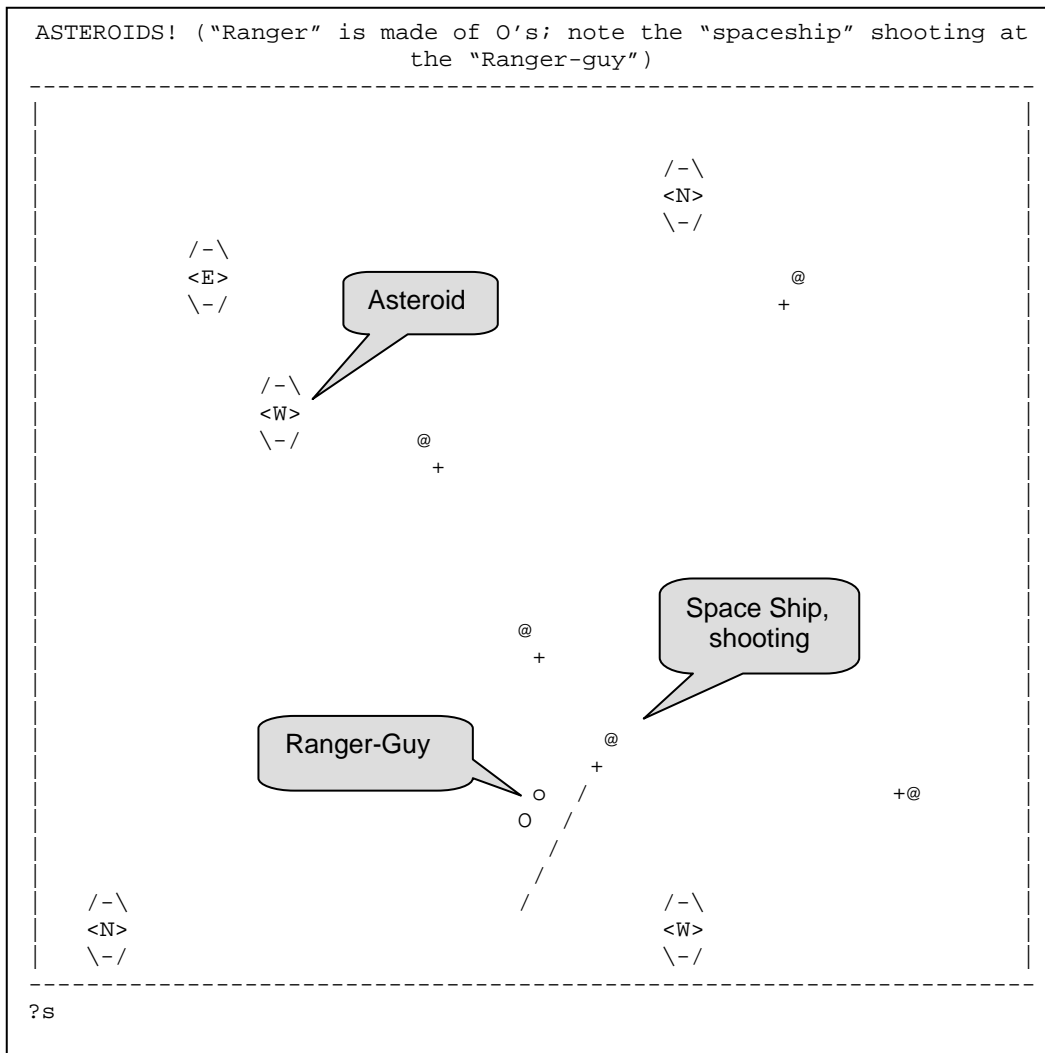 ASTEROIDS! (“Ranger” is made of O’s; note the “spaceship” shooting at
the “Ranger-guy”)
--------------------------------------------------------------------
/-\
<N>
\-/
/-\
<E> @
\-/ +
Asteroid
/-\
<W>
\-/ @
+
Space Ship,
shooting
@
+
Ranger-Guy
@
+
o / +@
O /
/
/
/-\ / /-\
<N> <W>
\-/ \-/
--------------------------------------------------------------------
?s